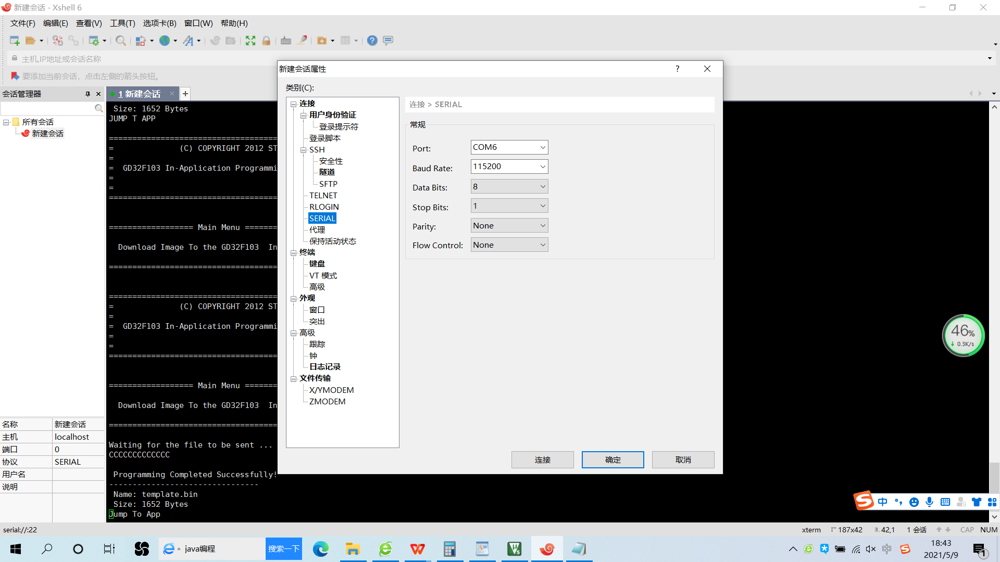 新建会话 - Xshell 6
文件(F) 编辑(E) 查看(V) 工具(T) 选项卡(B) 窗口(W) 帮助(H)
主机,IP地址或会话名称
要添加当前会话，点击左侧的箭头按钮。
会话管理器
1 新建会话
所有会话
新建会话
名称 新建会话
主机 localhost
端口 0
协议 SERIAL
用户名
说明
Size: 1652 Bytes
JUMP T APP
====================================
= (C) COPYRIGHT 2012 ST
=
= GD32F103 In-Application Programmi
=
=
====================================
================== Main Menu =======
Download Image To the GD32F103 In
====================================
====================================
= (C) COPYRIGHT 2012 ST
=
= GD32F103 In-Application Programmi
=
=
====================================
================== Main Menu =======
Download Image To the GD32F103 In
====================================
Waiting for the file to be sent ...
CCCCCCCCCCCCC
Programming Completed Successfully!
--------------------------------
Name: template.bin
Size: 1652 Bytes
Jump To App
新建会话属性
?
类别(C):
连接
用户身份验证
登录提示符
登录脚本
SSH
安全性
隧道
SFTP
TELNET
RLOGIN
SERIAL
代理
保持活动状态
终端
键盘
VT 模式
高级
外观
窗口
突出
高级
跟踪
钟
日志记录
文件传输
X/YMODEM
ZMODEM
连接 > SERIAL
常规
Port: COM6
Baud Rate: 115200
Data Bits: 8
Stop Bits: 1
Parity: None
Flow Control: None
连接 确定 取消
46%
0.3K/s
中
serial://:22
xterm 187x42 42,1 1 会话 CAP NUM
java编程 搜索一下
中
18:43
2021/5/9
1